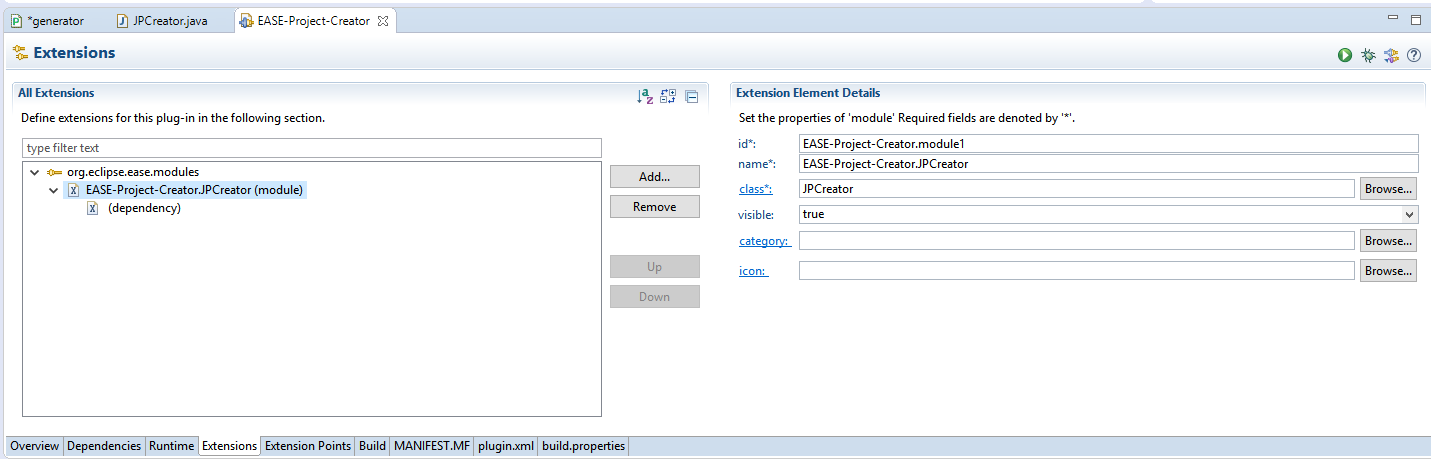 *generator
JPCreator.java
EASE-Project-Creator
Extensions
All Extensions
Define extensions for this plug-in in the following section.
type filter text
org.eclipse.ease.modules
EASE-Project-Creator.JPCreator (module)
(dependency)
Add...
Remove
Up
Down
Extension Element Details
Set the properties of 'module' Required fields are denoted by '*'.
id*: EASE-Project-Creator.module1
name*: EASE-Project-Creator.JPCreator
class*: JPCreator Browse...
visible: true
category: Browse...
icon: Browse...
Overview Dependencies Runtime Extensions Extension Points Build MANIFEST.MF plugin.xml build.properties